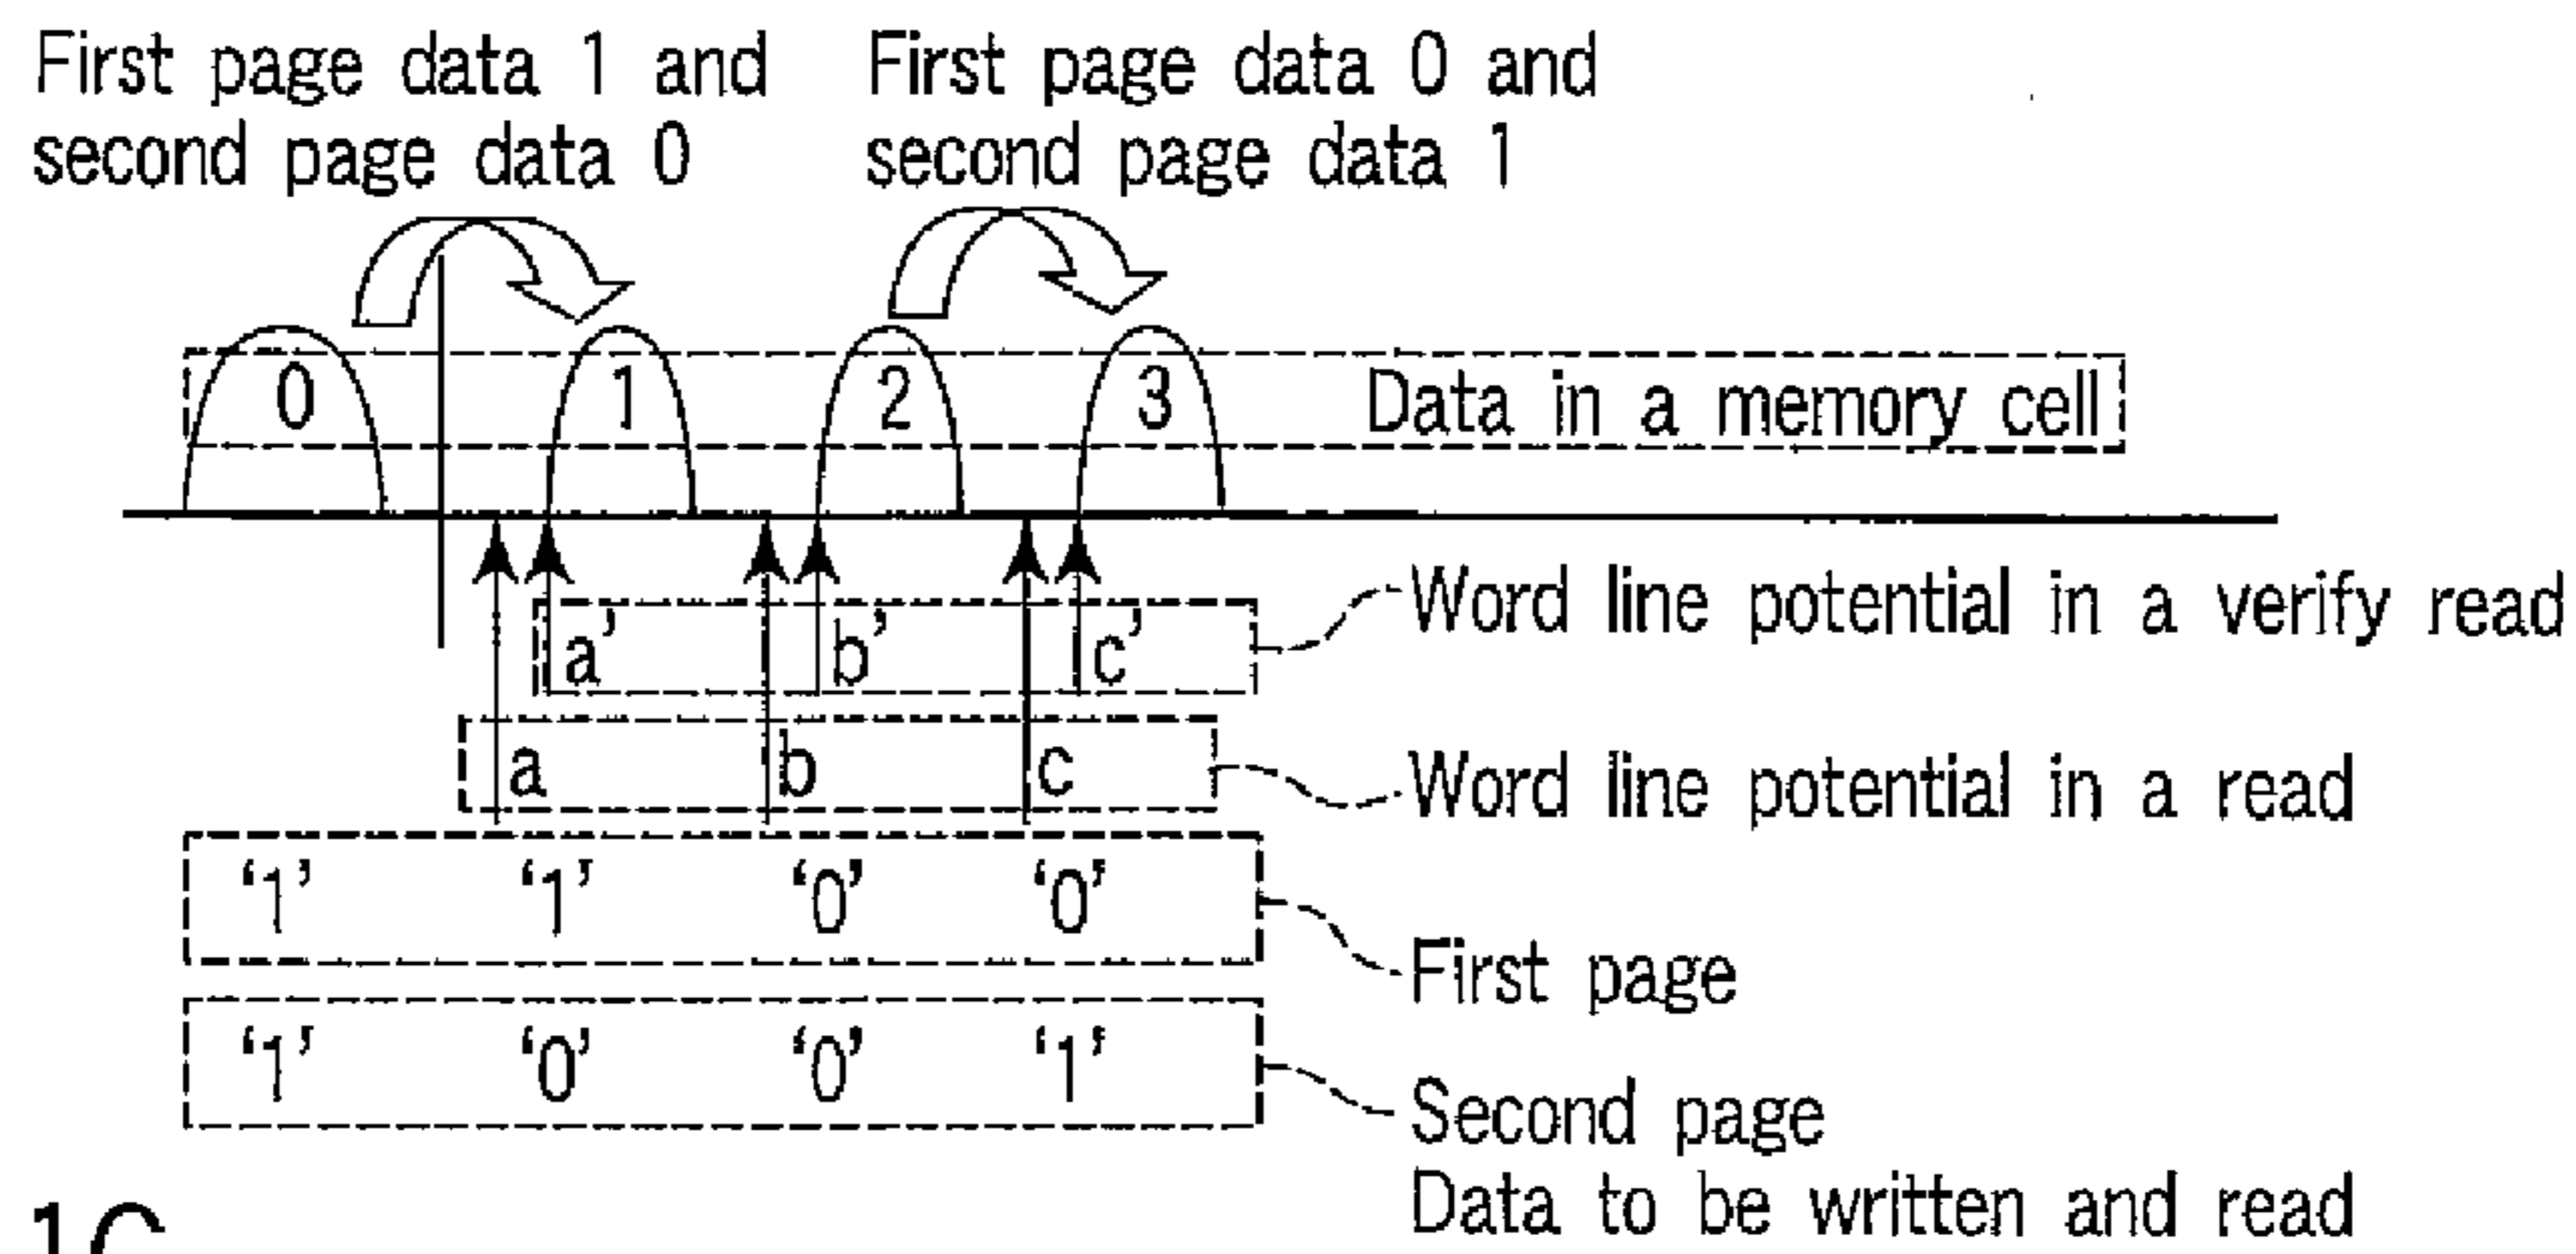 First page data 1 and
second page data 0
First page data 0 and
second page data 1
0 1 2 3 Data in a memory cell
a' b' c' Word line potential in a verify read
a b c Word line potential in a read
‘1’ ‘1’ ‘0’ ‘0’
First page
‘1’ ‘0’ ‘0’ ‘1’
Second page
Data to be written and read